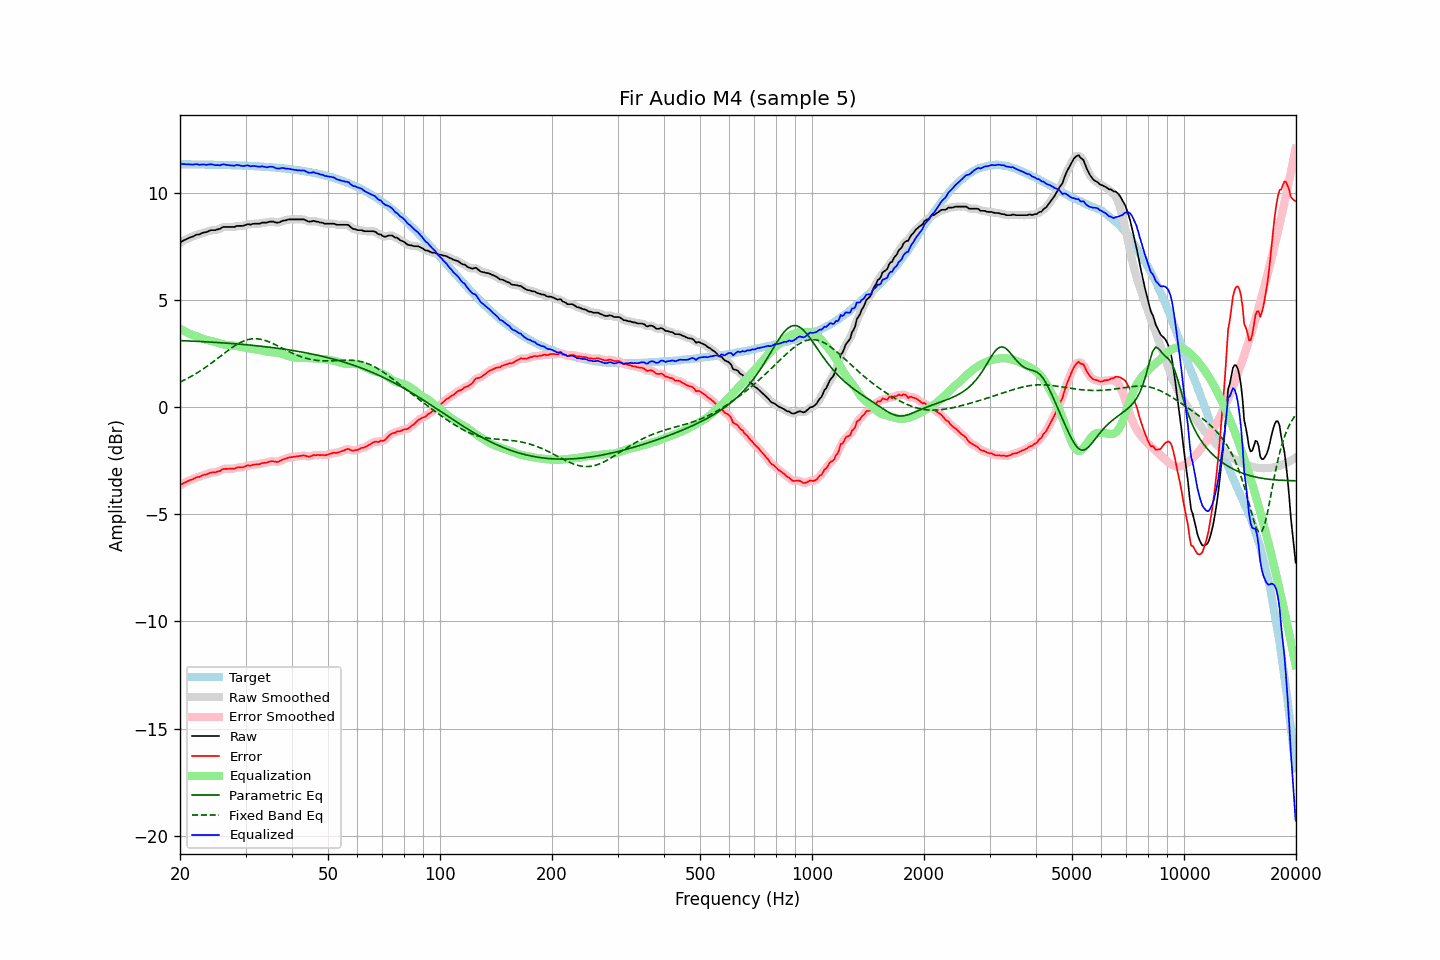 Fir Audio M4 (sample 5)
Amplitude (dBr)
10
5
0
−5
−10
−15
−20
Target
Raw Smoothed
Error Smoothed
Raw
Error
Equalization
Parametric Eq
Fixed Band Eq
Equalized
20 50 100 200 500 1000 2000 5000 10000 20000
Frequency (Hz)